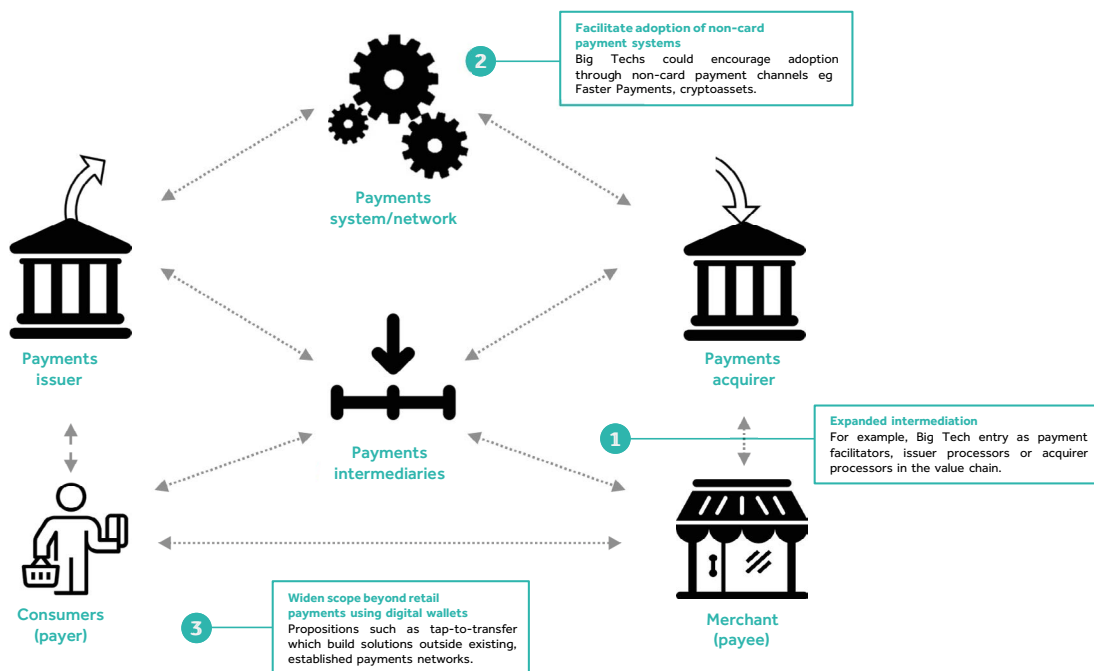 2
Facilitate adoption of non-card
payment systems
Big Techs could encourage adoption
through non-card payment channels eg
Faster Payments, cryptoassets.
Payments
system/network
Payments
issuer
Payments
acquirer
Payments
intermediaries
1
Expanded intermediation
For example, Big Tech entry as payment
facilitators, issuer processors or acquirer
processors in the value chain.
Consumers
(payer)
3
Widen scope beyond retail
payments using digital wallets
Propositions such as tap-to-transfer
which build solutions outside existing,
established payments networks.
Merchant
(payee)